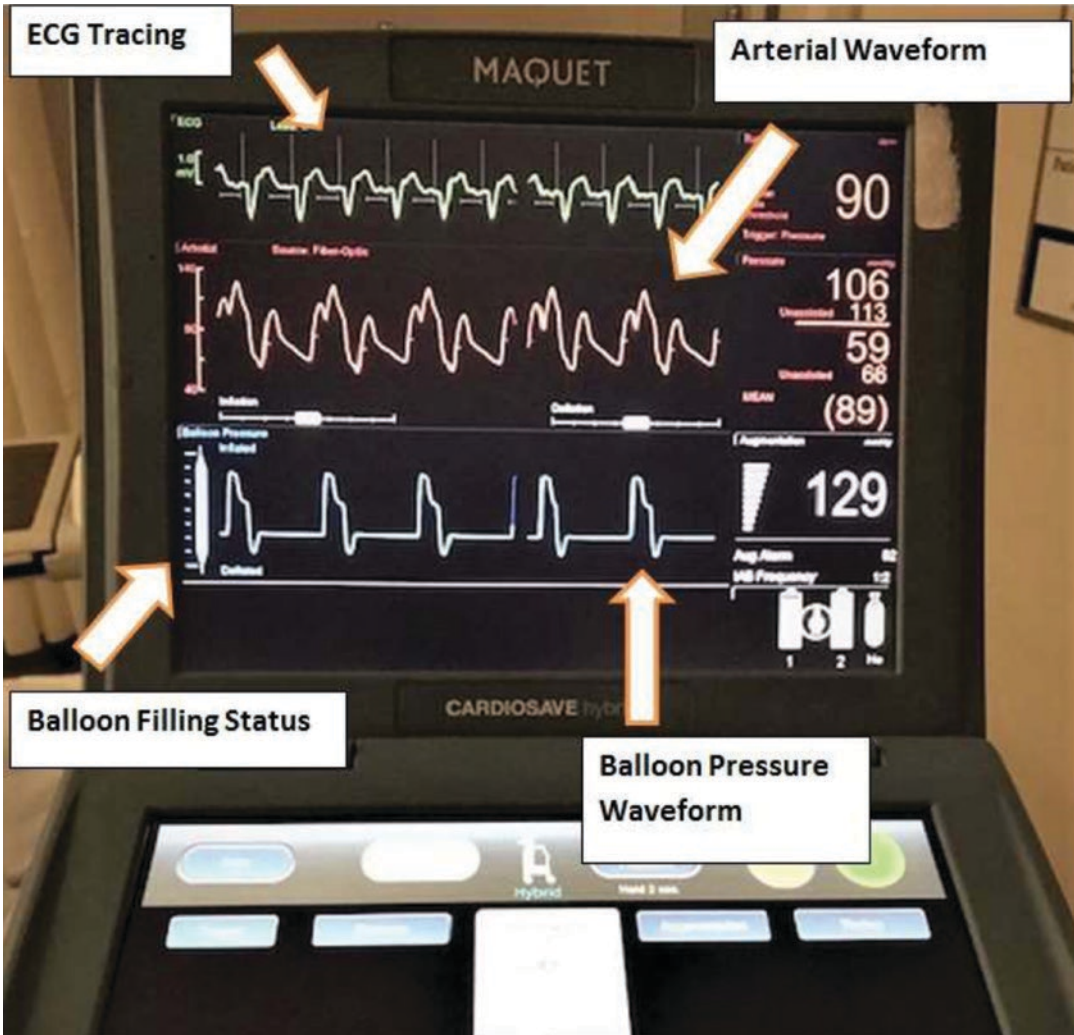 ECG Tracing
Arterial Waveform
MAQUET
ECG
1.0
mV
90
Trigger: Pressure
Arterial
Source: Fiber-Optic
Pressure
140
106
Unassisted 113
59
Unassisted 66
MEAN
(89)
Inflation
Deflation
Balloon Pressure
Inflated
Augmentation
129
Deflated
Aug Alarm
IAB Frequency 1:2
1 2 He
Balloon Filling Status
CARDIOSAVE hybrid
Balloon Pressure
Waveform
Hybrid
Hold 2 sec.